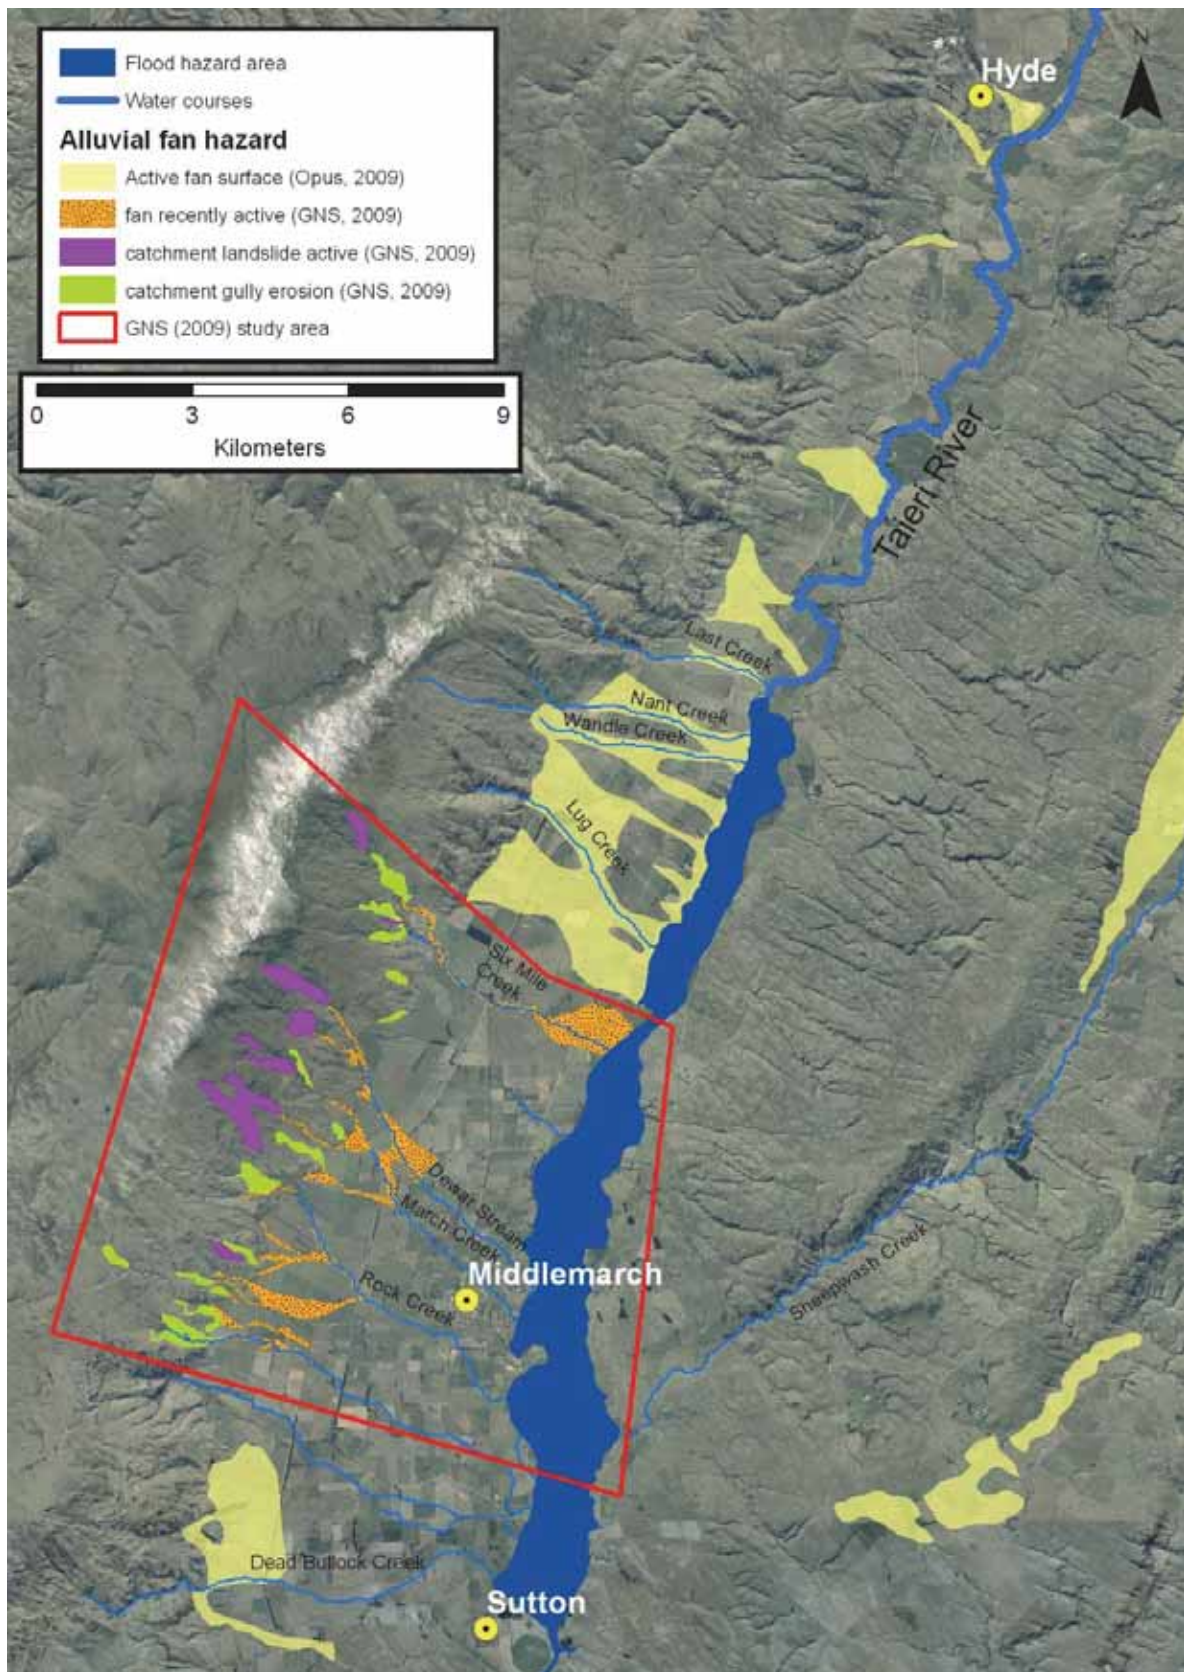 Flood hazard area
Water courses
Alluvial fan hazard
Active fan surface (Opus, 2009)
fan recently active (GNS, 2009)
catchment landslide active (GNS, 2009)
catchment gully erosion (GNS, 2009)
GNS (2009) study area
0 3 6 9
Kilometers
N
Hyde
Taieri River
Last Creek
Nant Creek
Wandle Creek
Lug Creek
Six Mile
Creek
Dewar Stream
March Creek
Middlemarch
Rock Creek
Sheepwash Creek
Dead Bullock Creek
Sutton